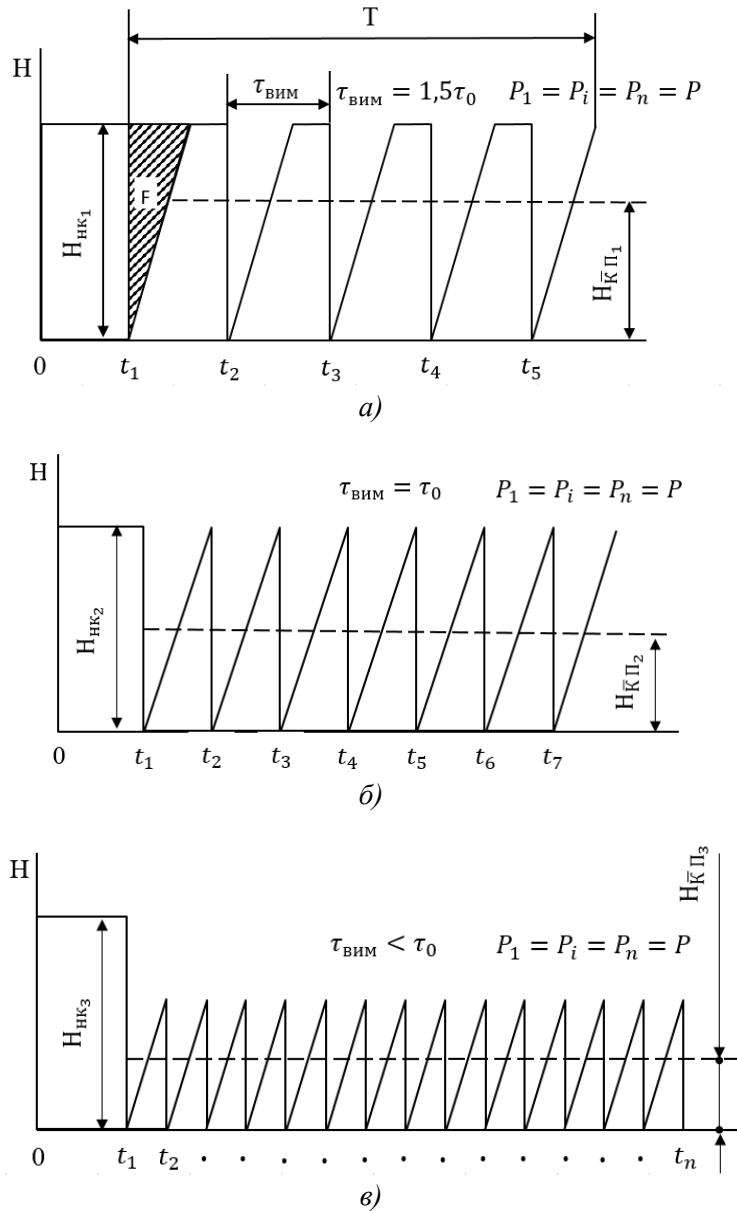 T
H
τвим
τвим = 1,5τ₀ P₁ = Pᵢ = Pₙ = P
F
Hнк₁
Hк̄ П₁
0 t₁ t₂ t₃ t₄ t₅
а)
H
τвим = τ₀ P₁ = Pᵢ = Pₙ = P
Hнк₂
Hк̄ П₂
0 t₁ t₂ t₃ t₄ t₅ t₆ t₇
б)
H
Hк̄ П₃
τвим < τ₀ P₁ = Pᵢ = Pₙ = P
Hнк₃
0 t₁ t₂ . . . . . . . . . . . . tₙ
в)